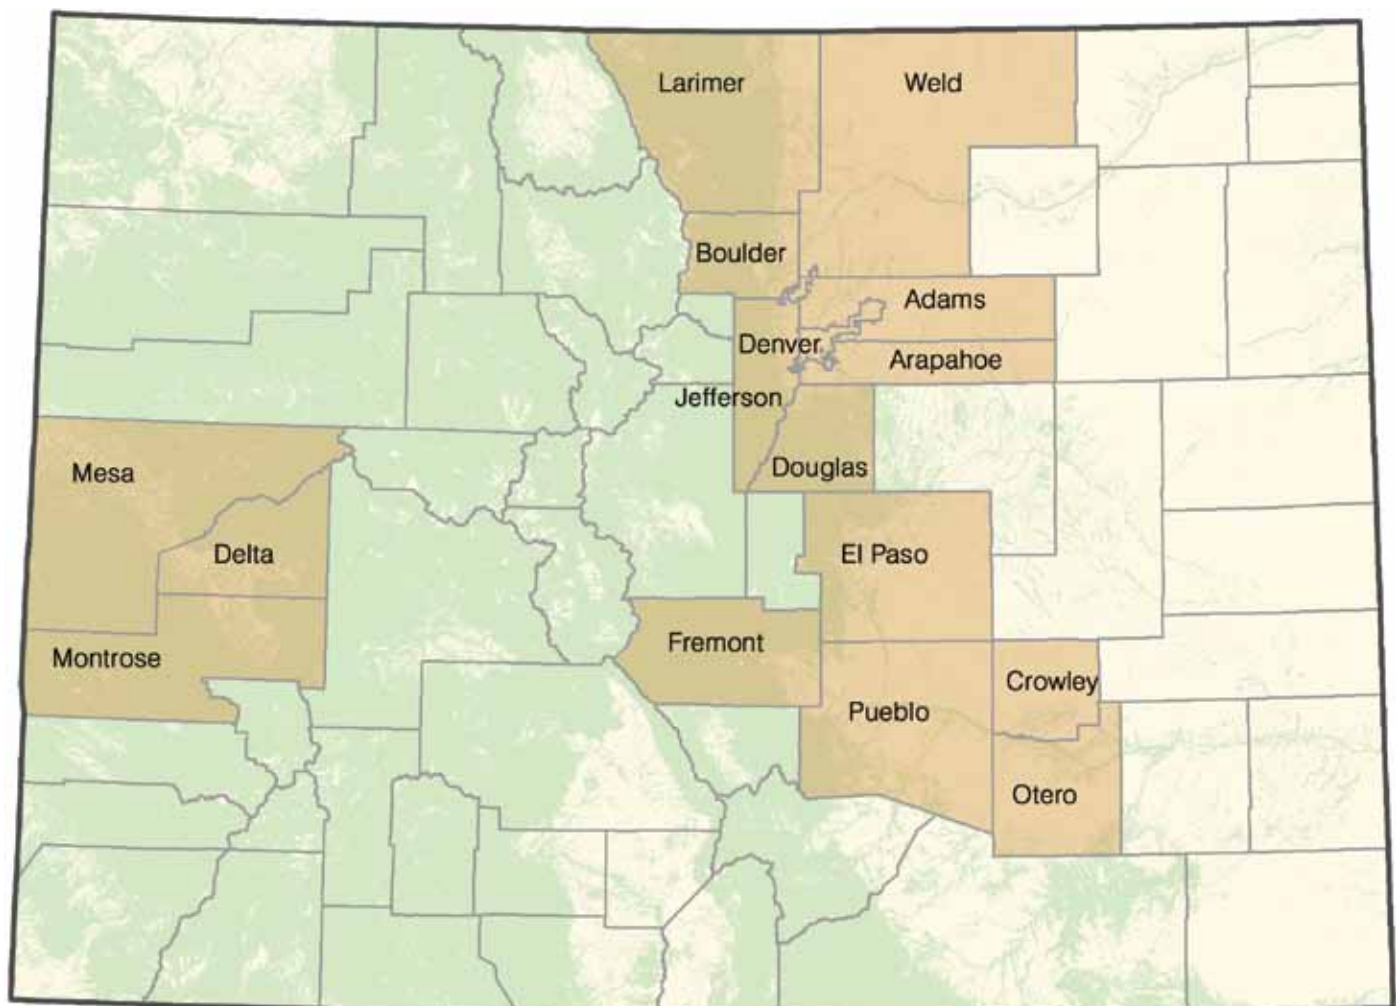 Larimer
Weld
Boulder
Adams
Denver
Arapahoe
Jefferson
Mesa
Douglas
Delta
El Paso
Fremont
Montrose
Crowley
Pueblo
Otero